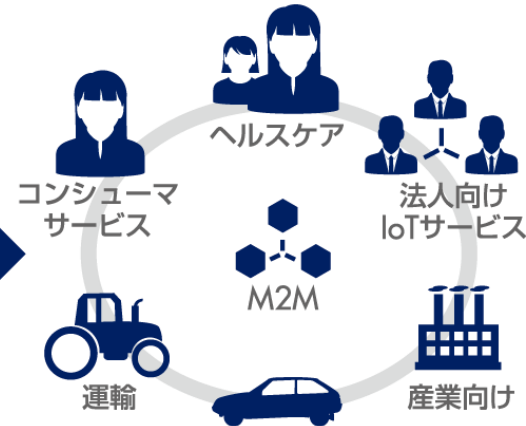 ヘルスケア
コンシューマ
サービス
法人向け
IoTサービス
M2M
運輸
産業向け